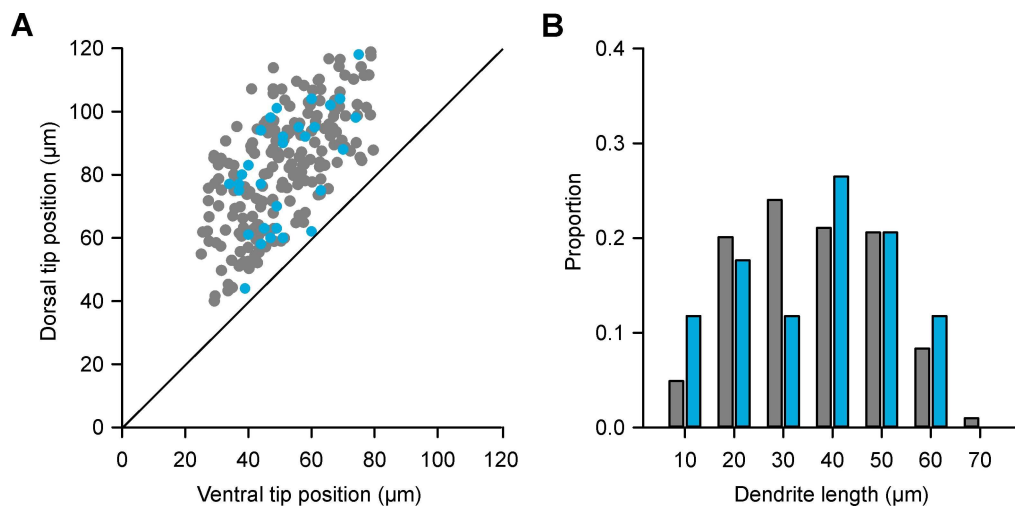 A
B
Dorsal tip position (µm)
120
100
80
60
40
20
0
0 20 40 60 80 100 120
Ventral tip position (µm)
Proportion
0.4
0.3
0.2
0.1
0.0
10 20 30 40 50 60 70
Dendrite length (µm)